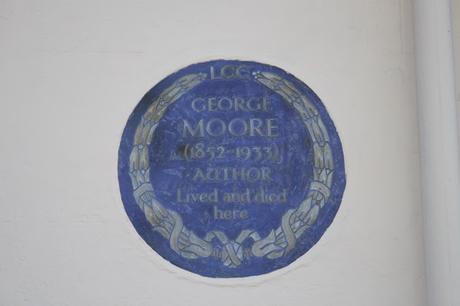 LCC
GEORGE
MOORE
(1852-1933)
AUTHOR
Lived and died
here